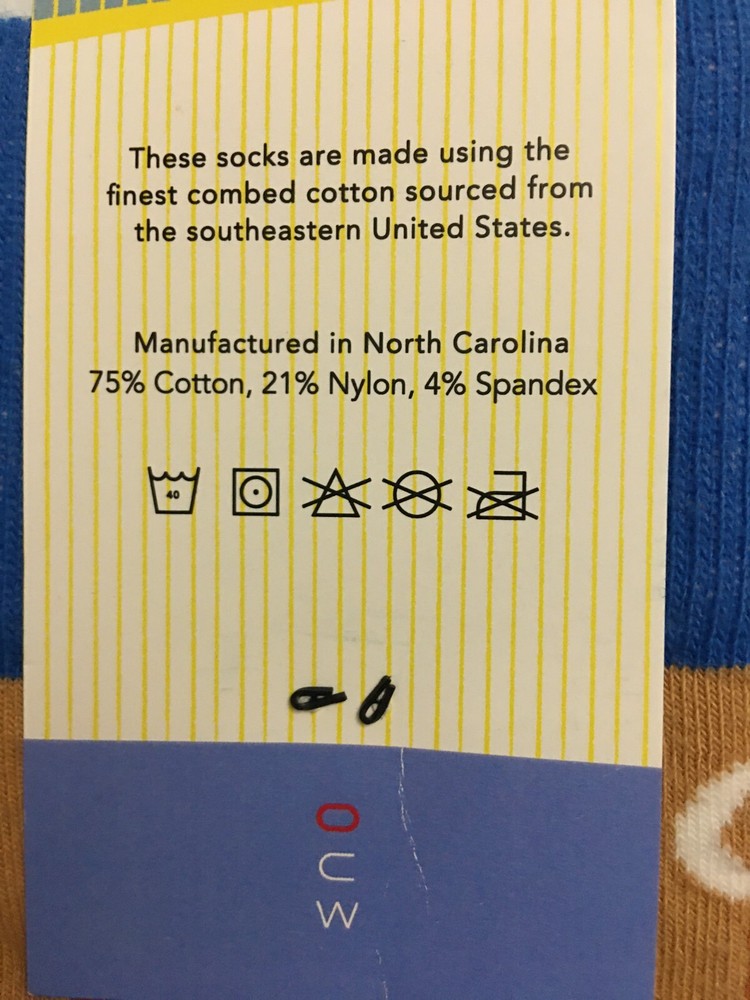 These socks are made using the
finest combed cotton sourced from
the southeastern United States.
Manufactured in North Carolina
75% Cotton, 21% Nylon, 4% Spandex
40
O
C
W